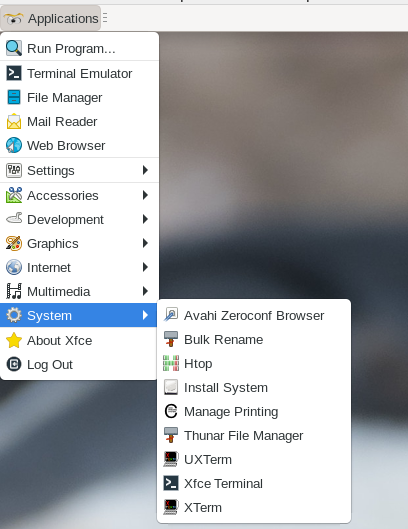 Applications
Run Program...
Terminal Emulator
File Manager
Mail Reader
Web Browser
Settings
Accessories
Development
Graphics
Internet
Multimedia
System
About Xfce
Log Out
Avahi Zeroconf Browser
Bulk Rename
Htop
Install System
Manage Printing
Thunar File Manager
UXTerm
Xfce Terminal
XTerm